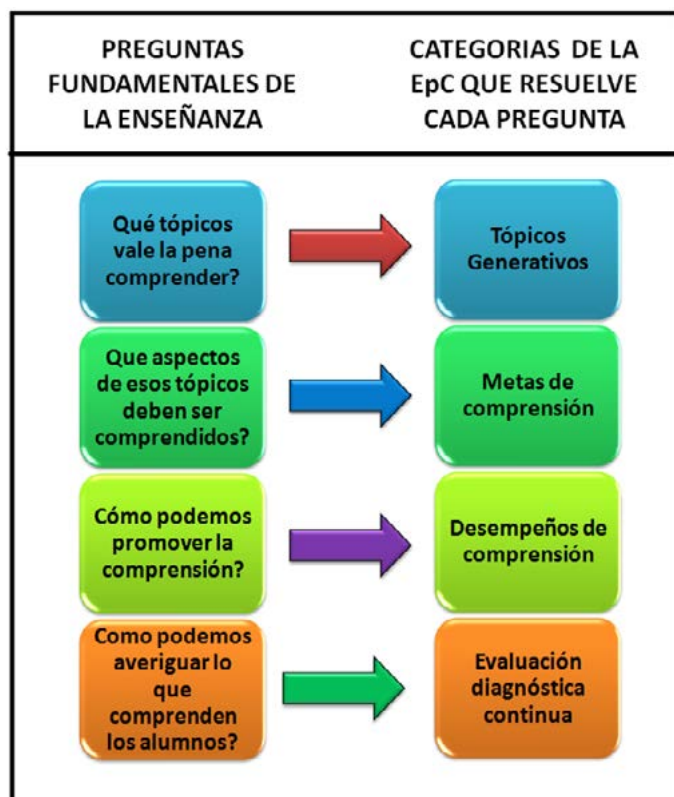 PREGUNTAS
FUNDAMENTALES DE
LA ENSEÑANZA
CATEGORIAS DE LA
EpC QUE RESUELVE
CADA PREGUNTA
Qué tópicos
vale la pena
comprender?
Tópicos
Generativos
Que aspectos
de esos tópicos
deben ser
comprendidos?
Metas de
comprensión
Cómo podemos
promover la
comprensión?
Desempeños de
comprensión
Como podemos
averiguar lo
que
comprenden
los alumnos?
Evaluación
diagnóstica
continua